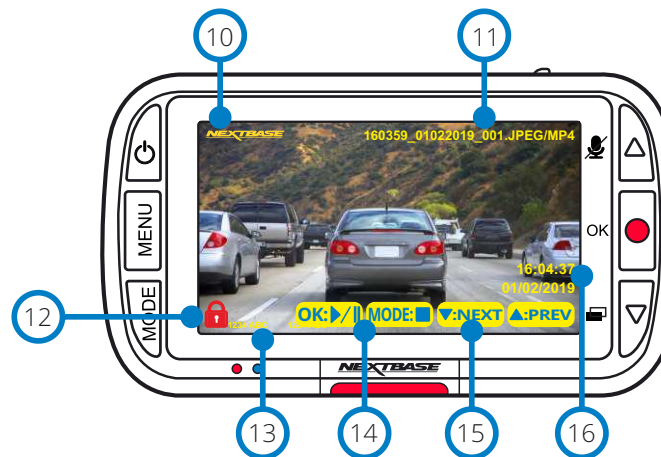 10
11
NEXTBASE
160359_01022019_001.JPEG/MP4
MENU
OK
16:04:37
01/02/2019
MODE
12
OK:▶/II
MODE:■
▼:NEXT
▲:PREV
NEXTBASE
13
14
15
16